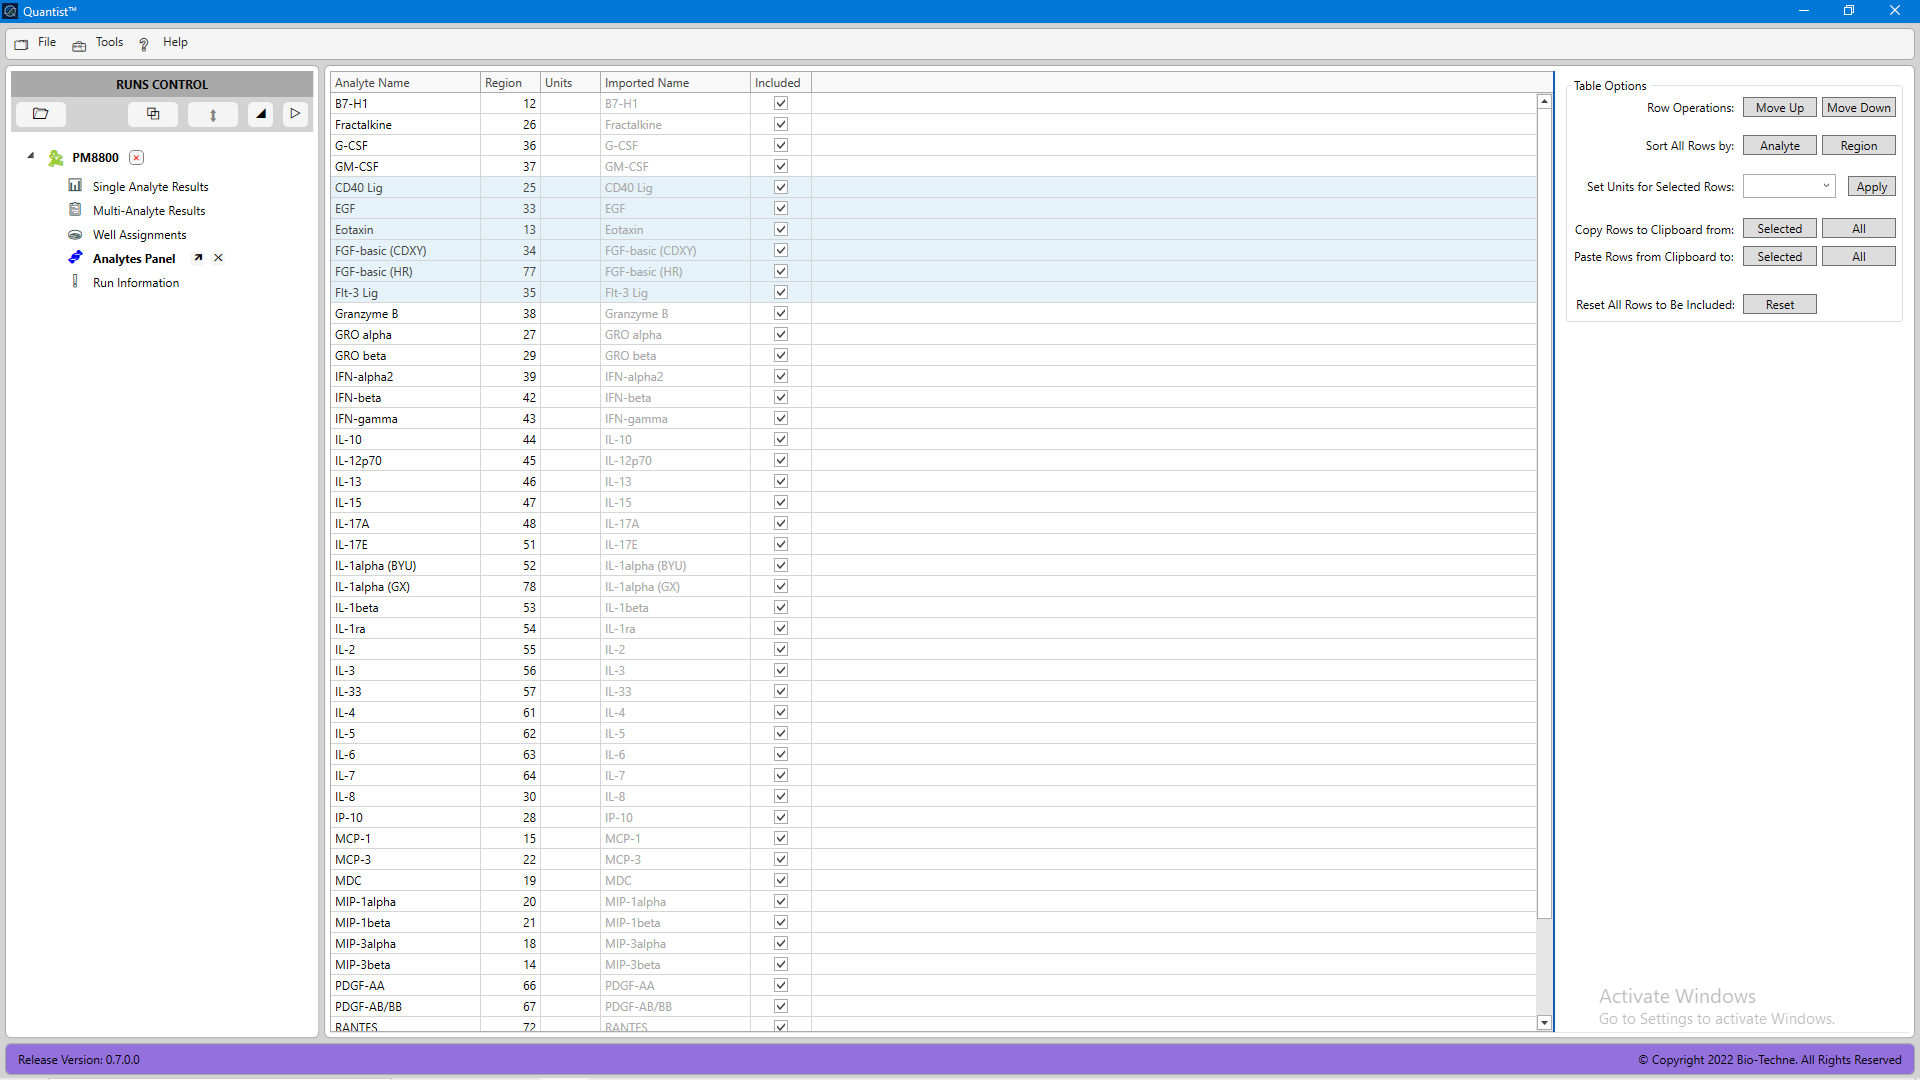 Quantist™
File Tools ? Help
RUNS CONTROL
PM8800
Single Analyte Results
Multi-Analyte Results
Well Assignments
Analytes Panel
Run Information
Analyte Name Region Units Imported Name Included
B7-H1 12 B7-H1
Fractalkine 26 Fractalkine
G-CSF 36 G-CSF
GM-CSF 37 GM-CSF
CD40 Lig 25 CD40 Lig
EGF 33 EGF
Eotaxin 13 Eotaxin
FGF-basic (CDXY) 34 FGF-basic (CDXY)
FGF-basic (HR) 77 FGF-basic (HR)
Flt-3 Lig 35 Flt-3 Lig
Granzyme B 38 Granzyme B
GRO alpha 27 GRO alpha
GRO beta 29 GRO beta
IFN-alpha2 39 IFN-alpha2
IFN-beta 42 IFN-beta
IFN-gamma 43 IFN-gamma
IL-10 44 IL-10
IL-12p70 45 IL-12p70
IL-13 46 IL-13
IL-15 47 IL-15
IL-17A 48 IL-17A
IL-17E 51 IL-17E
IL-1alpha (BYU) 52 IL-1alpha (BYU)
IL-1alpha (GX) 78 IL-1alpha (GX)
IL-1beta 53 IL-1beta
IL-1ra 54 IL-1ra
IL-2 55 IL-2
IL-3 56 IL-3
IL-33 57 IL-33
IL-4 61 IL-4
IL-5 62 IL-5
IL-6 63 IL-6
IL-7 64 IL-7
IL-8 30 IL-8
IP-10 28 IP-10
MCP-1 15 MCP-1
MCP-3 22 MCP-3
MDC 19 MDC
MIP-1alpha 20 MIP-1alpha
MIP-1beta 21 MIP-1beta
MIP-3alpha 18 MIP-3alpha
MIP-3beta 14 MIP-3beta
PDGF-AA 66 PDGF-AA
PDGF-AB/BB 67 PDGF-AB/BB
RANTES 72 RANTES
Table Options
Row Operations: Move Up Move Down
Sort All Rows by: Analyte Region
Set Units for Selected Rows: Apply
Copy Rows to Clipboard from: Selected All
Paste Rows from Clipboard to: Selected All
Reset All Rows to Be Included: Reset
Activate Windows
Go to Settings to activate Windows.
Release Version: 0.7.0.0
© Copyright 2022 Bio-Techne. All Rights Reserved